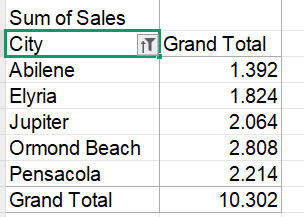 Sum of Sales
City Grand Total
Abilene 1.392
Elyria 1.824
Jupiter 2.064
Ormond Beach 2.808
Pensacola 2.214
Grand Total 10.302